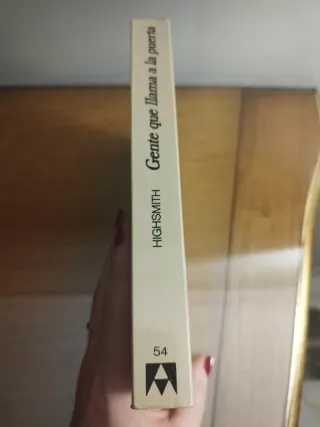 Gente que llama a la puerta
HIGHSMITH
54